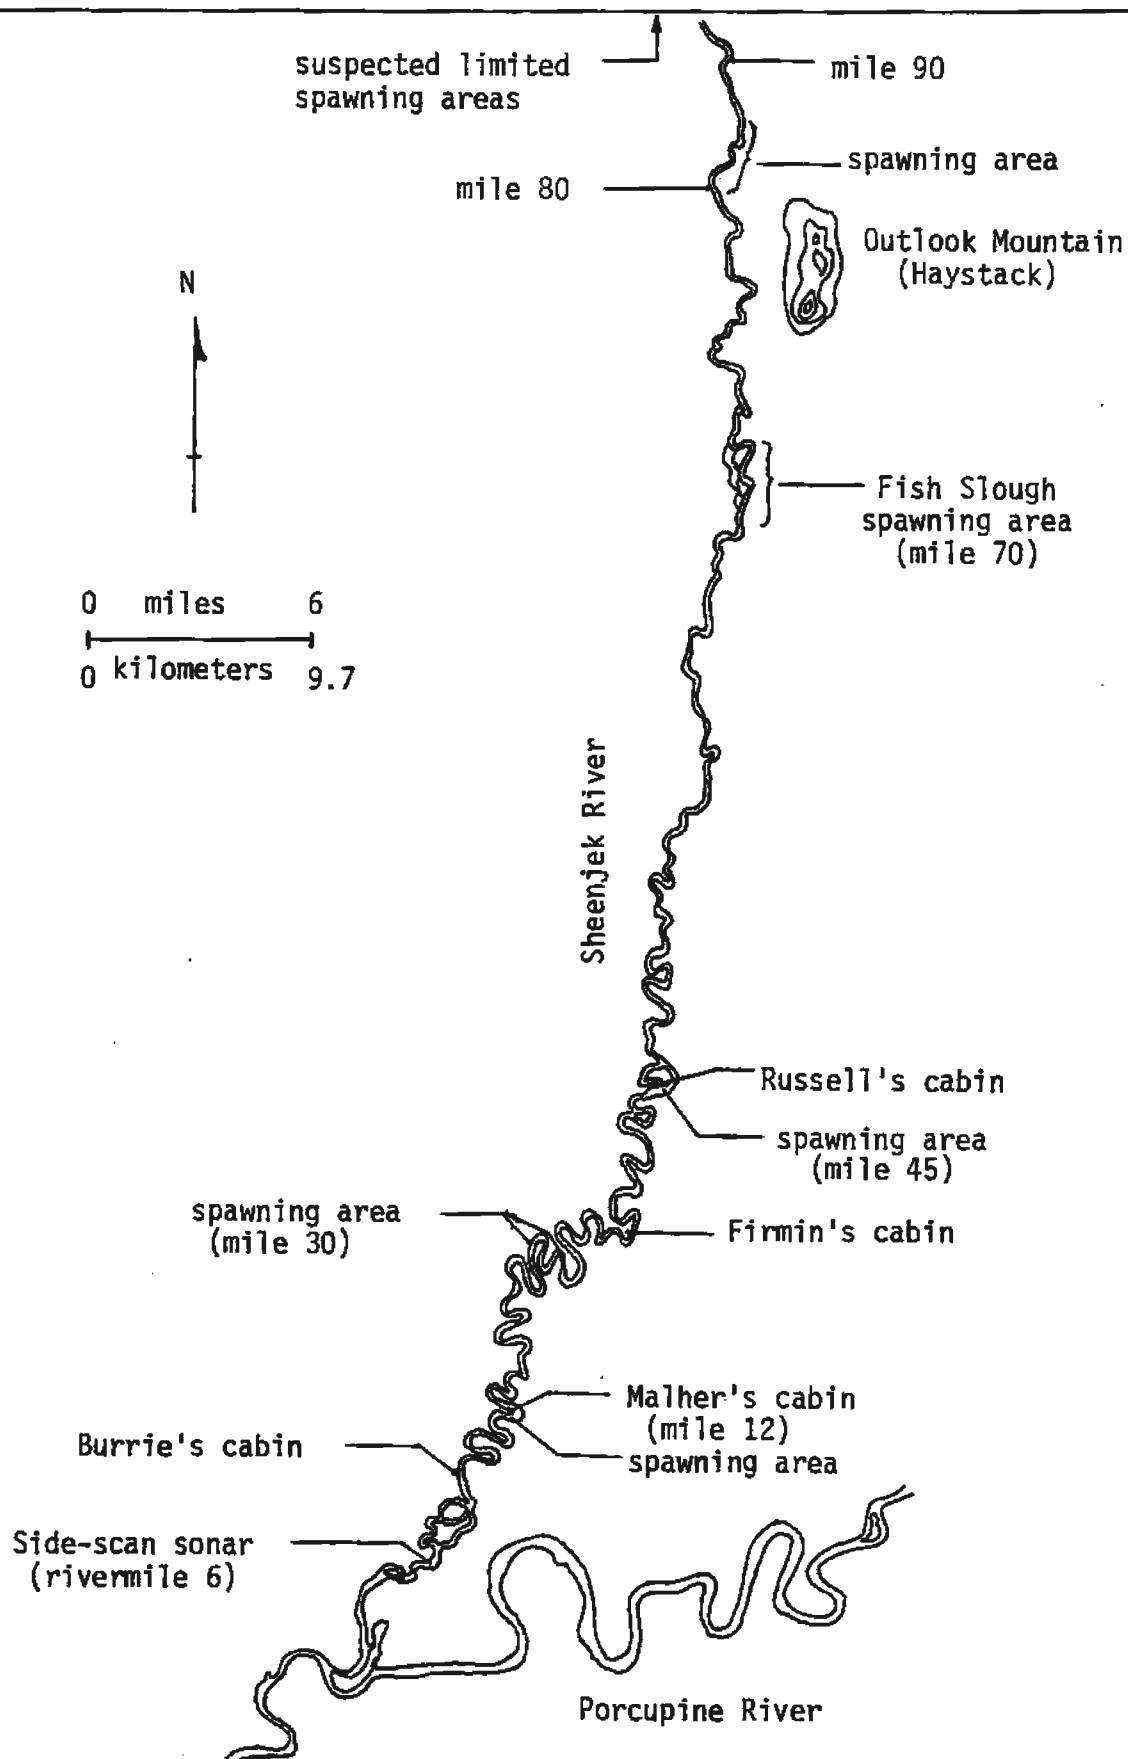 suspected limited
spawning areas
mile 90
spawning area
mile 80
Outlook Mountain
(Haystack)
N
Fish Slough
spawning area
(mile 70)
0 miles 6
0 kilometers 9.7
Sheenjek River
Russell's cabin
spawning area
(mile 45)
spawning area
(mile 30)
Firmin's cabin
Malher's cabin
(mile 12)
spawning area
Burrie's cabin
Side-scan sonar
(rivermile 6)
Porcupine River